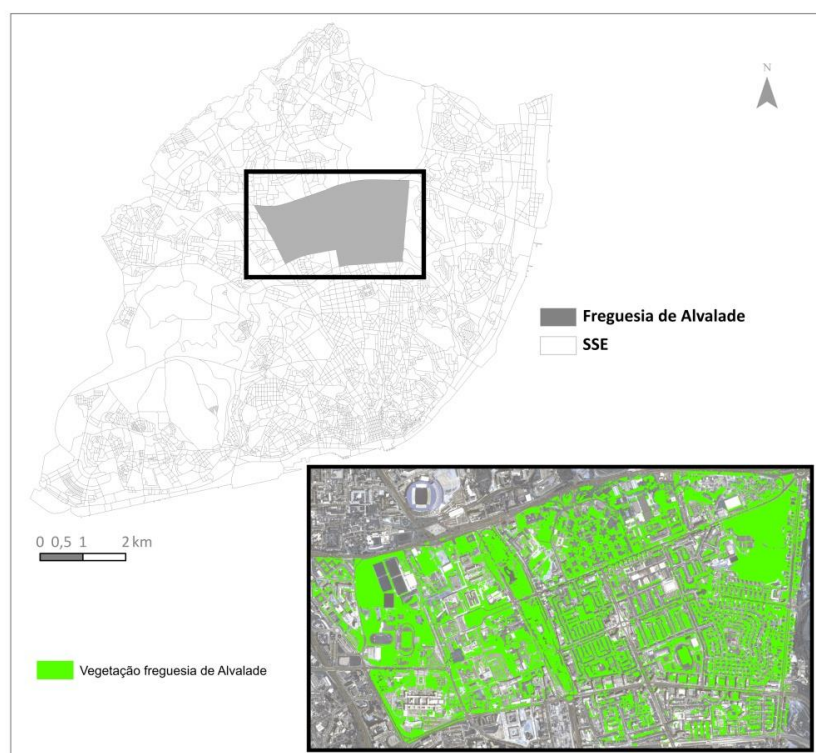 N
Freguesia de Alvalade
SSE
0 0,5 1 2 km
Vegetação freguesia de Alvalade